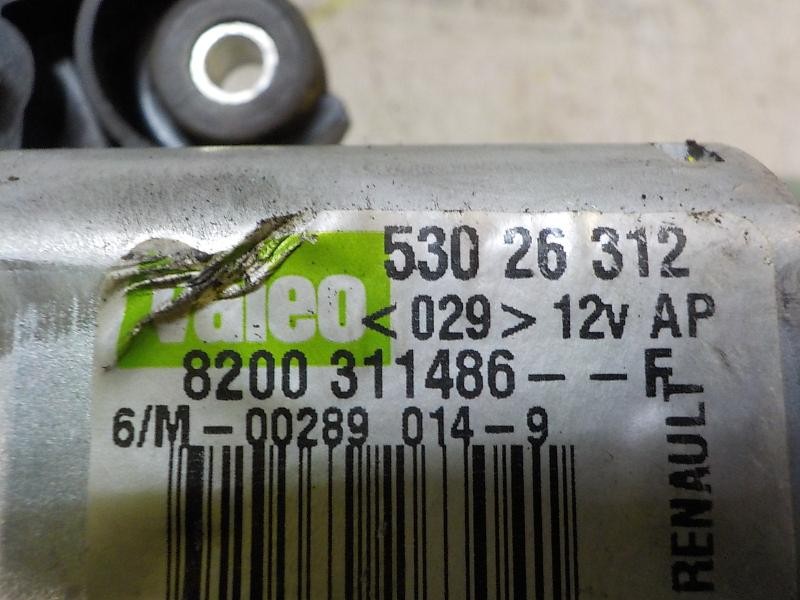 valeo
530 26 312
<029> 12v AP
8200 311486 - - F
6/M - 00289 014 - 9
RENAULT